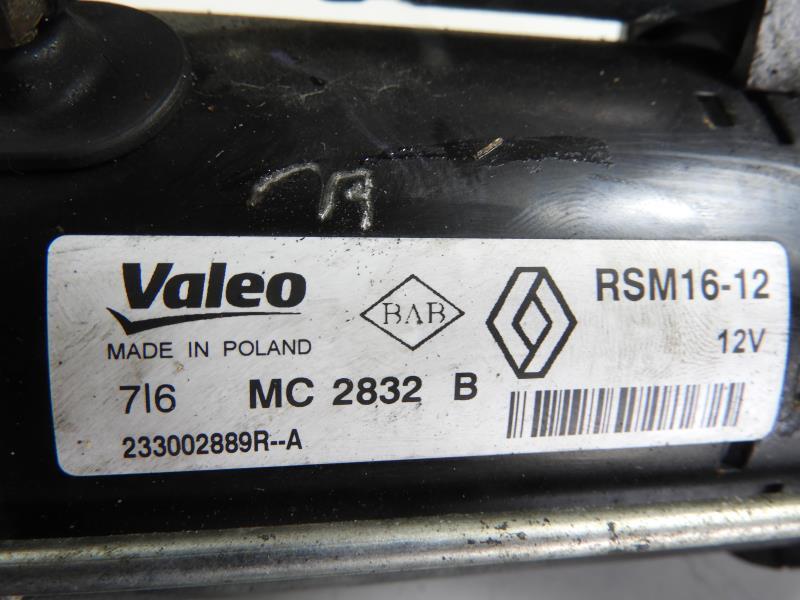 Valeo
MADE IN POLAND
BAB
RSM16-12
12V
7I6 MC 2832 B
233002889R--A